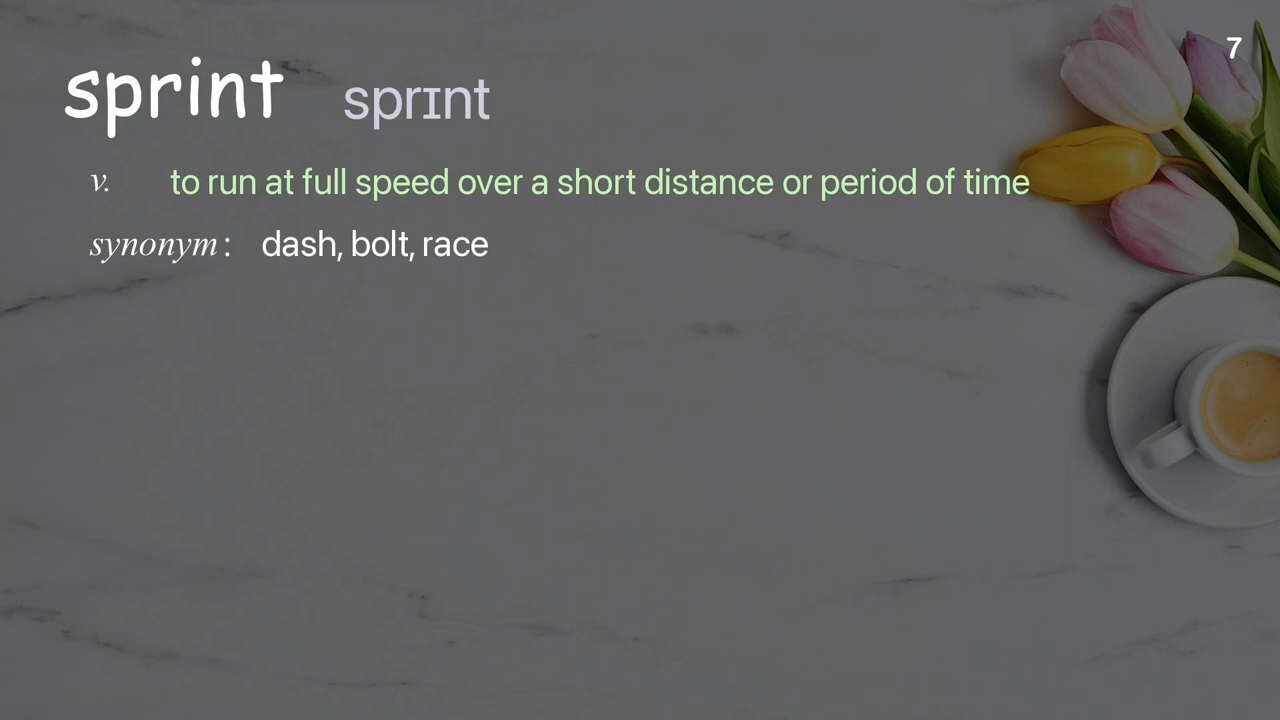 7
sprint sprɪnt
v. to run at full speed over a short distance or period of time
synonym : dash, bolt, race